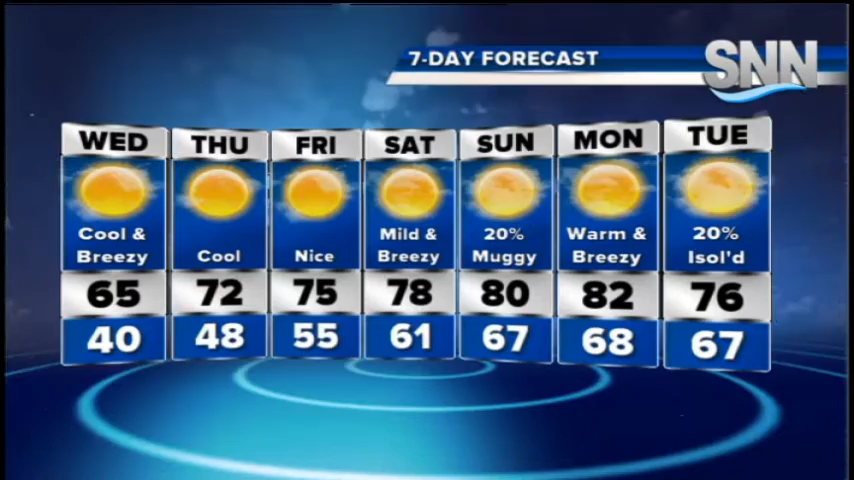 7-DAY FORECAST
SNN
WED
THU
FRI
SAT
SUN
MON
TUE
Cool &
Breezy
Cool
Nice
Mild &
Breezy
20%
Muggy
Warm &
Breezy
20%
Isol'd
65
72
75
78
80
82
76
40
48
55
61
67
68
67